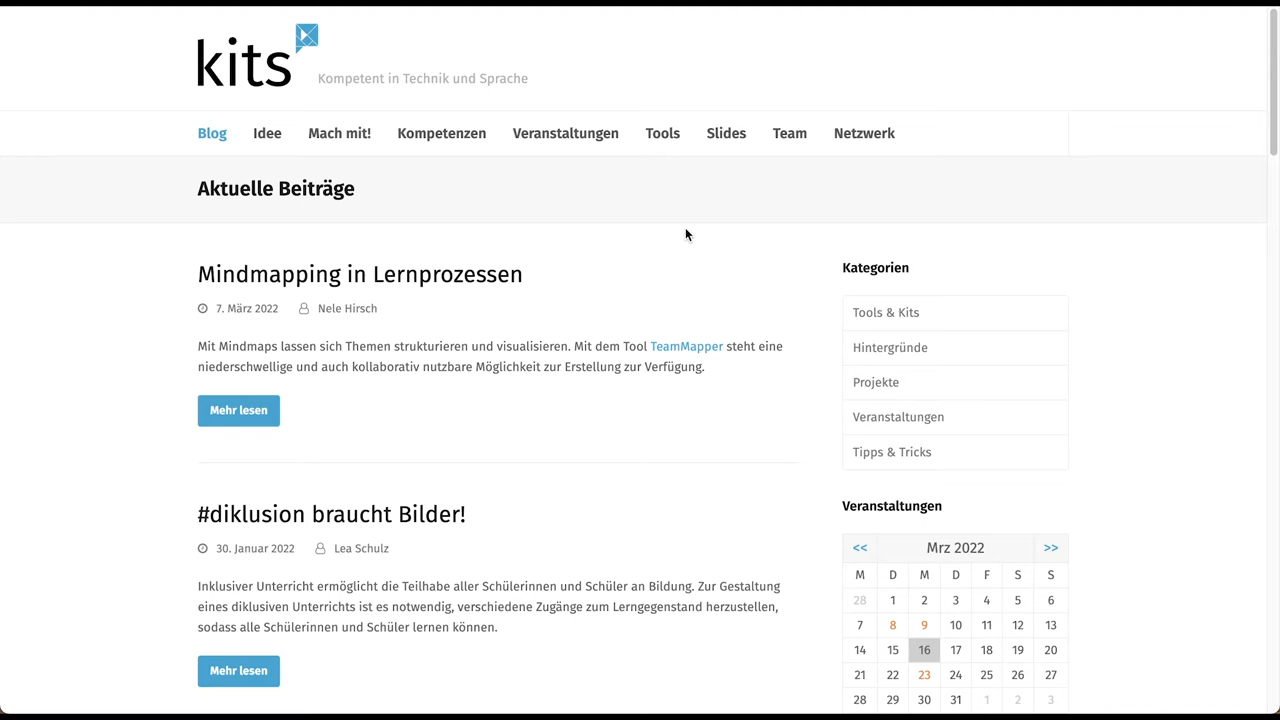 kits
Kompetent in Technik und Sprache
Blog Idee Mach mit! Kompetenzen Veranstaltungen Tools Slides Team Netzwerk
Aktuelle Beiträge
Mindmapping in Lernprozessen
7. März 2022 Nele Hirsch
Mit Mindmaps lassen sich Themen strukturieren und visualisieren. Mit dem Tool TeamMapper steht eine
niederschwellige und auch kollaborativ nutzbare Möglichkeit zur Erstellung zur Verfügung.
Mehr lesen
#diklusion braucht Bilder!
30. Januar 2022 Lea Schulz
Inklusiver Unterricht ermöglicht die Teilhabe aller Schülerinnen und Schüler an Bildung. Zur Gestaltung
eines diklusiven Unterrichts ist es notwendig, verschiedene Zugänge zum Lerngegenstand herzustellen,
sodass alle Schülerinnen und Schüler lernen können.
Mehr lesen
Kategorien
Tools & Kits
Hintergründe
Projekte
Veranstaltungen
Tipps & Tricks
Veranstaltungen
<< Mrz 2022 >>
M D M D F S S
28 1 2 3 4 5 6
7 8 9 10 11 12 13
14 15 16 17 18 19 20
21 22 23 24 25 26 27
28 29 30 31 1 2 3